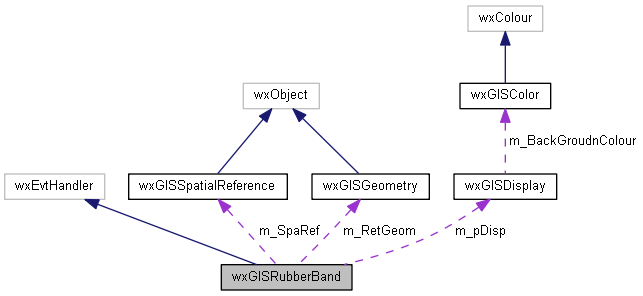 wxColour
wxObject
wxGISColor
m_BackGroudnColour
wxEvtHandler
wxGISSpatialReference
wxGISGeometry
wxGISDisplay
m_SpaRef
m_RetGeom
m_pDisp
wxGISRubberBand